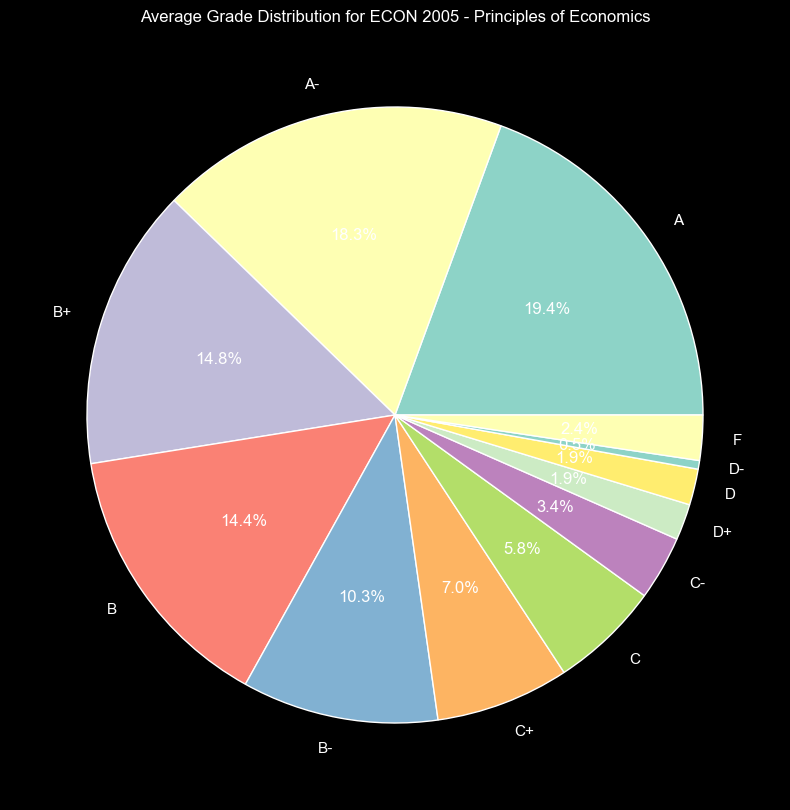 Average Grade Distribution for ECON 2005 - Principles of Economics
A-
A
18.3%
19.4%
B+
14.8%
2.4%
F
D-
1.9%
D
1.9%
D+
3.4%
C-
14.4%
5.8%
10.3%
7.0%
B
C
C+
B-